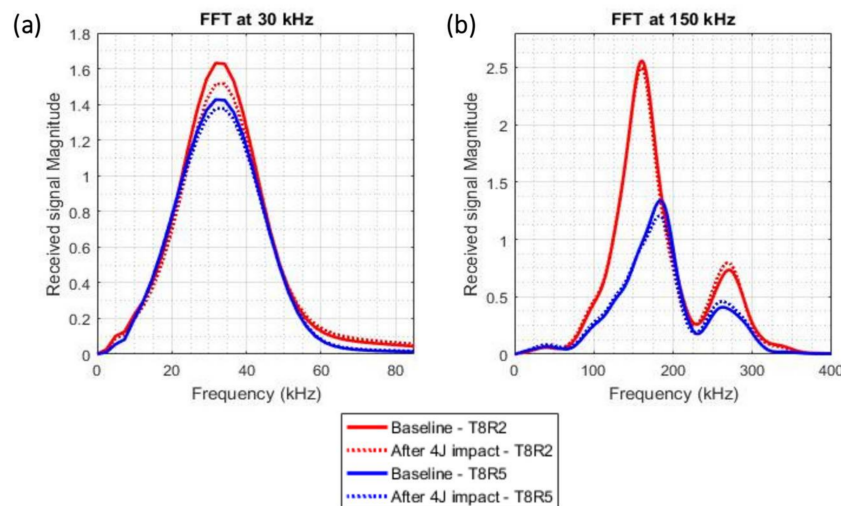 (a)
FFT at 30 kHz
Received signal Magnitude
1.8
1.6
1.4
1.2
1
0.8
0.6
0.4
0.2
0
0 20 40 60 80
Frequency (kHz)
(b)
FFT at 150 kHz
Received signal Magnitude
2.5
2
1.5
1
0.5
0
0 100 200 300 400
Frequency (kHz)
Baseline - T8R2
After 4J impact - T8R2
Baseline - T8R5
After 4J impact - T8R5